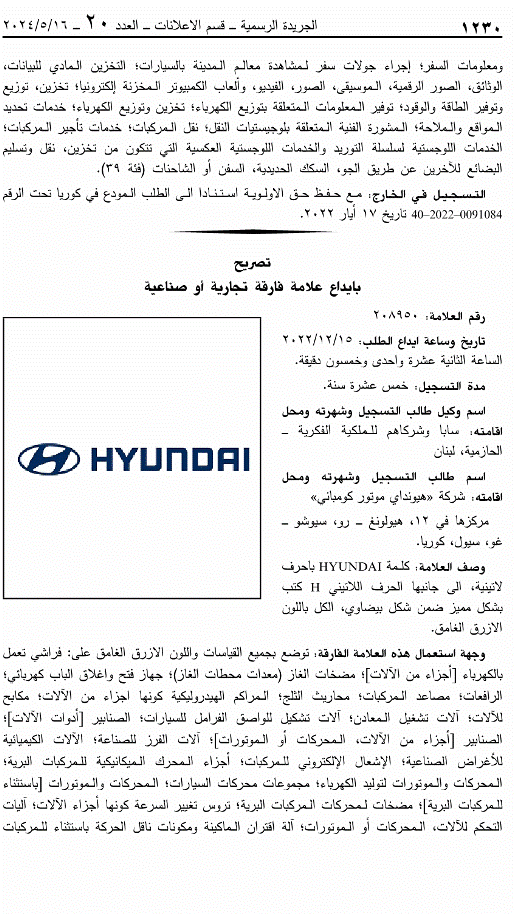 ١٢٣٠ الجريدة الرسمية ــ قسم الاعلانات ــ العدد ٢٠ ــ ٢٠٢٤/٥/١٦
ومعلومات السفر؛ إجراء جولات سفر لمشاهدة معالم المدينة بالسيارات؛ التخزين المادي للبيانات،
الوثائق، الصور الرقمية، الموسيقى، الصور، الفيديو، وألعاب الكمبيوتر المخزنة إلكترونيا؛ تخزين، توزيع
وتوفير الطاقة والوقود؛ توفير المعلومات المتعلقة بتوزيع الكهرباء؛ تخزين وتوزيع الكهرباء؛ خدمات تحديد
المواقع والملاحة؛ المشورة الفنية المتعلقة بلوجيستيات النقل؛ نقل المركبات؛ خدمات تأجير المركبات؛
الخدمات اللوجستية لسلسلة التوريد والخدمات اللوجستية العكسية التي تتكون من تخزين، نقل وتسليم
البضائع للآخرين عن طريق الجو، السكك الحديدية، السفن أو الشاحنات (فئة ٣٩).
التسجيل في الخارج: مع حفظ حق الاولوية استنادا الى الطلب المودع في كوريا تحت الرقم
40-2022-0091084 تاريخ ١٧ أيار ٢٠٢٢.
تصريح
بايداع علامة فارقة تجارية أو صناعية
رقم العلامة: ٢٠٨٩٥٠
تاريخ وساعة ايداع الطلب: ٢٠٢٢/١٢/١٥
الساعة الثانية عشرة واحدى وخمسون دقيقة.
مدة التسجيل: خمس عشرة سنة.
اسم وكيل طالب التسجيل وشهرته ومحل
اقامته: سابا وشركاهم للملكية الفكرية ــ
الحازمية، لبنان
اسم طالب التسجيل وشهرته ومحل
اقامته: شركة «هيونداي موتور كومباني»
مركزها في ١٢، هيولونغ ــ رو، سيوشو ــ
غو، سيول، كوريا.
وصف العلامة: كلمة HYUNDAI باحرف
لاتينية، الى جانبها الحرف اللاتيني H كتب
بشكل مميز ضمن شكل بيضاوي، الكل باللون
الازرق الغامق.
HYUNDAI
وجهة استعمال هذه العلامة الفارقة: توضع بجميع القياسات واللون الازرق الغامق على: فراشي تعمل
بالكهرباء [أجزاء من الآلات]؛ مضخات الغاز (معدات محطات الغاز)؛ جهاز فتح واغلاق الباب كهربائي؛
الرافعات؛ مصاعد المركبات؛ محاريث الثلج؛ المراكم الهيدروليكية كونها اجزاء من الآلات؛ مكابح
للآلات؛ آلات تشغيل المعادن؛ آلات تشكيل للواصق الفرامل للسيارات؛ الصنابير [أدوات الآلات]؛
الصنابير [أجزاء من الآلات، المحركات أو الموتورات]؛ آلات الفرز للصناعة؛ الآلات الكيميائية
للأغراض الصناعية؛ الإشعال الإلكتروني للمركبات؛ أجزاء المحرك الميكانيكية للمركبات البرية؛
المحركات والموتورات لتوليد الكهرباء؛ مجموعات محركات السيارات؛ المحركات والموتورات [باستثناء
للمركبات البرية]؛ مضخات لمحركات المركبات البرية؛ تروس تغيير السرعة كونها أجزاء الآلات؛ آليات
التحكم للآلات، المحركات أو الموتورات؛ آلة اقتران الماكينة ومكونات ناقل الحركة باستثناء للمركبات